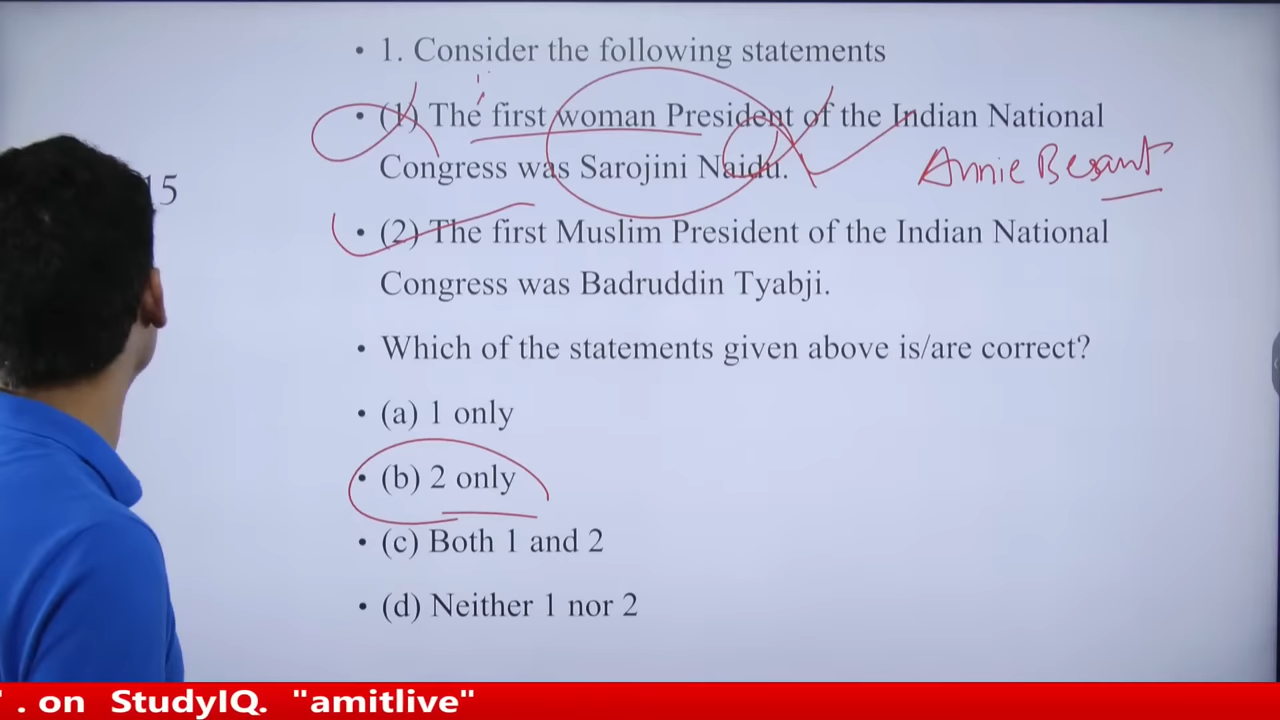 • 1. Consider the following statements
• (1) The first woman President of the Indian National
Congress was Sarojini Naidu.
Annie Besant
15
• (2) The first Muslim President of the Indian National
Congress was Badruddin Tyabji.
• Which of the statements given above is/are correct?
• (a) 1 only
• (b) 2 only
• (c) Both 1 and 2
• (d) Neither 1 nor 2
" . on StudyIQ. "amitlive"